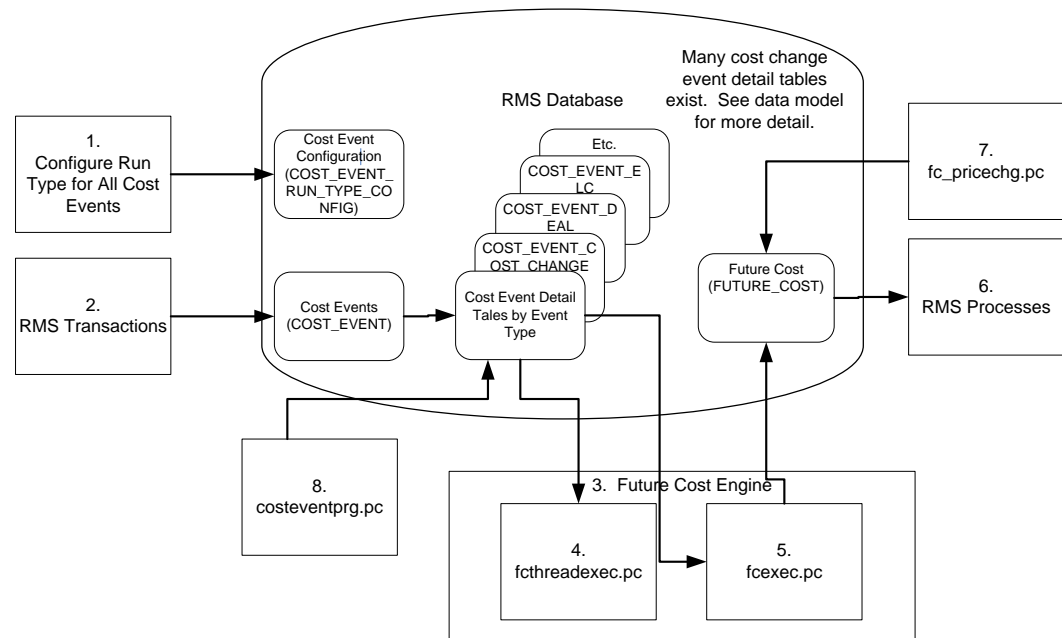 Many cost change
event detail tables
exist. See data model
for more detail.
RMS Database
1.
Configure Run
Type for All Cost
Events
Cost Event
Configuration
(COST_EVENT_
RUN_TYPE_CO
NFIG)
Etc.
COST_EVENT_E
LC
COST_EVENT_D
EAL
COST_EVENT_C
OST_CHANGE
7.
fc_pricechg.pc
2.
RMS Transactions
Cost Events
(COST_EVENT)
Cost Event Detail
Tales by Event
Type
Future Cost
(FUTURE_COST)
6.
RMS Processes
8.
costeventprg.pc
3. Future Cost Engine
4.
fcthreadexec.pc
5.
fcexec.pc